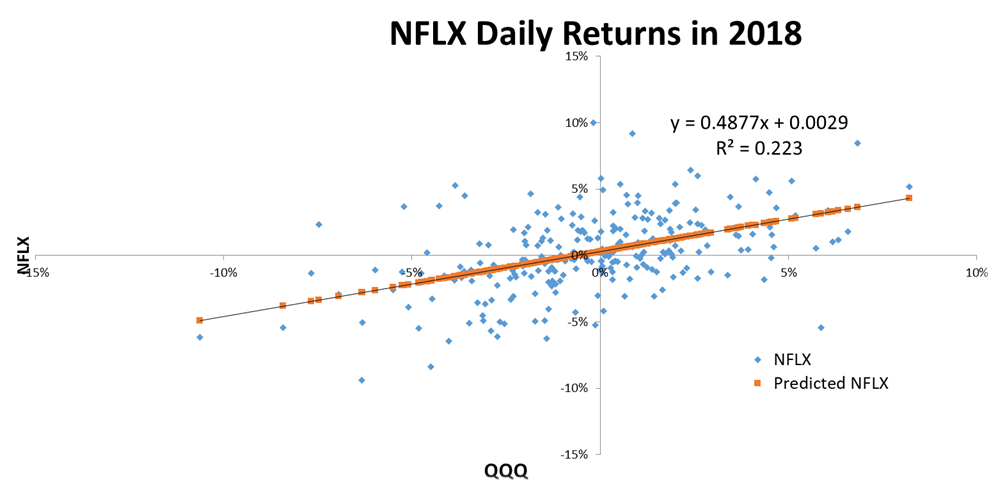 NFLX Daily Returns in 2018
15%
10%
y = 0.4877x + 0.0029
R² = 0.223
5%
NFLX
0%
-15%
-10%
-5%
0%
5%
10%
-5%
NFLX
Predicted NFLX
-10%
-15%
QQQ